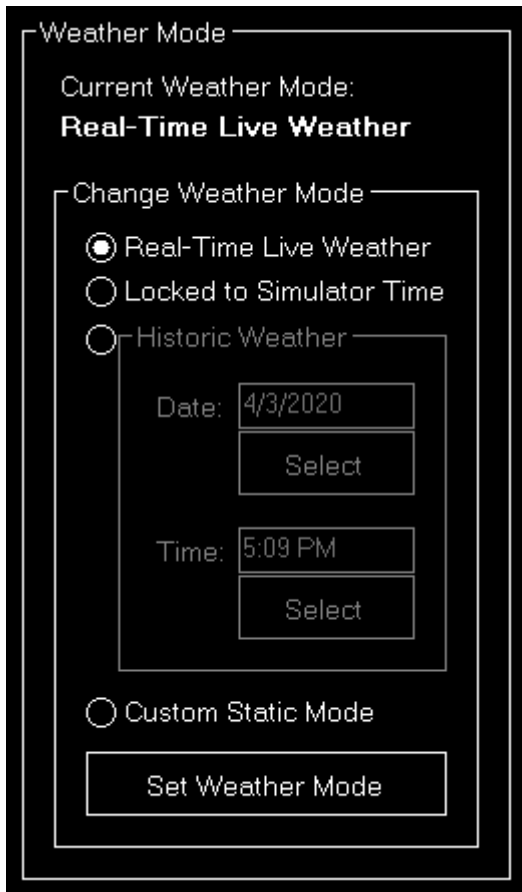 Weather Mode
Current Weather Mode:
Real-Time Live Weather
Change Weather Mode
Real-Time Live Weather
Locked to Simulator Time
Historic Weather
Date: 4/3/2020
Select
Time: 5:09 PM
Select
Custom Static Mode
Set Weather Mode